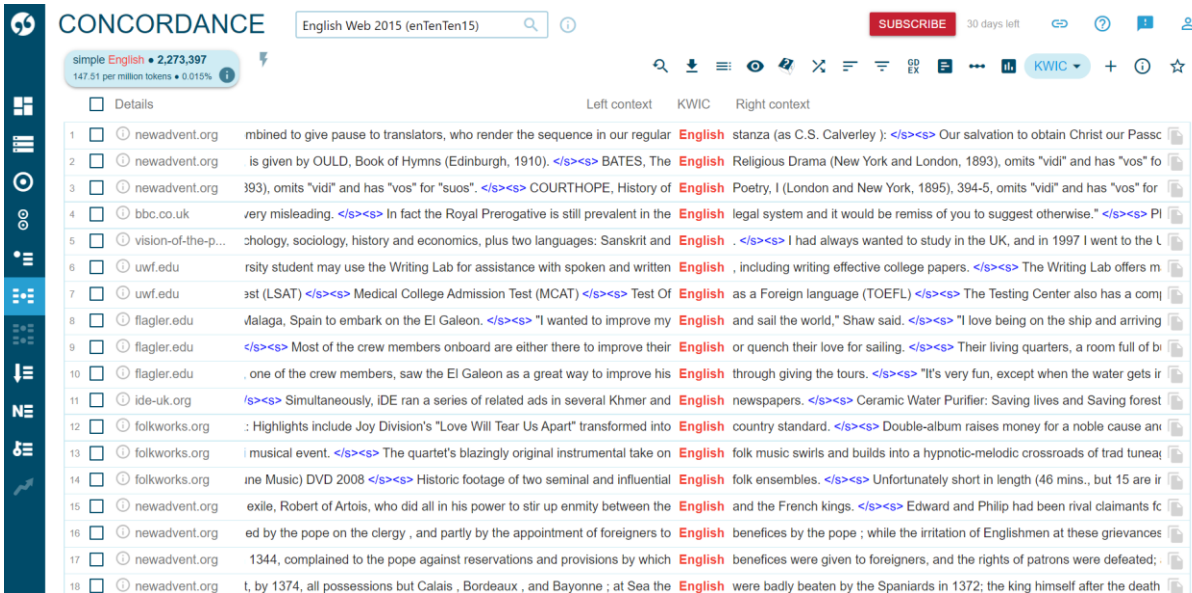 CONCORDANCE English Web 2015 (enTenTen15) SUBSCRIBE 30 days left
simple English • 2,273,397
147.51 per million tokens • 0.015%
GD EX KWIC
Details Left context KWIC Right context
1 newadvent.org mbined to give pause to translators, who render the sequence in our regular English stanza (as C.S. Calverley ): </s><s> Our salvation to obtain Christ our Passc
2 newadvent.org is given by OULD, Book of Hymns (Edinburgh, 1910). </s><s> BATES, The English Religious Drama (New York and London, 1893), omits "vidi" and has "vos" fo
3 newadvent.org 393), omits "vidi" and has "vos" for "suos". </s><s> COURTHOPE, History of English Poetry, I (London and New York, 1895), 394-5, omits "vidi" and has "vos" for
4 bbc.co.uk very misleading. </s><s> In fact the Royal Prerogative is still prevalent in the English legal system and it would be remiss of you to suggest otherwise." </s><s> Pl
5 vision-of-the-p... chology, sociology, history and economics, plus two languages: Sanskrit and English . </s><s> I had always wanted to study in the UK, and in 1997 I went to the U
6 uwf.edu rsity student may use the Writing Lab for assistance with spoken and written English , including writing effective college papers. </s><s> The Writing Lab offers m
7 uwf.edu est (LSAT) </s><s> Medical College Admission Test (MCAT) </s><s> Test Of English as a Foreign language (TOEFL) </s><s> The Testing Center also has a comp
8 flagler.edu Malaga, Spain to embark on the El Galeon. </s><s> "I wanted to improve my English and sail the world," Shaw said. </s><s> "I love being on the ship and arriving
9 flagler.edu </s><s> Most of the crew members onboard are either there to improve their English or quench their love for sailing. </s><s> Their living quarters, a room full of bu
10 flagler.edu , one of the crew members, saw the El Galeon as a great way to improve his English through giving the tours. </s><s> "It's very fun, except when the water gets ir
11 ide-uk.org /s><s> Simultaneously, iDE ran a series of related ads in several Khmer and English newspapers. </s><s> Ceramic Water Purifier: Saving lives and Saving forest
12 folkworks.org : Highlights include Joy Division's "Love Will Tear Us Apart" transformed into English country standard. </s><s> Double-album raises money for a noble cause and
13 folkworks.org musical event. </s><s> The quartet's blazingly original instrumental take on English folk music swirls and builds into a hypnotic-melodic crossroads of trad tuneag
14 folkworks.org une Music) DVD 2008 </s><s> Historic footage of two seminal and influential English folk ensembles. </s><s> Unfortunately short in length (46 mins., but 15 are ir
15 newadvent.org exile, Robert of Artois, who did all in his power to stir up enmity between the English and the French kings. </s><s> Edward and Philip had been rival claimants fo
16 newadvent.org ed by the pope on the clergy , and partly by the appointment of foreigners to English benefices by the pope ; while the irritation of Englishmen at these grievances
17 newadvent.org 1344, complained to the pope against reservations and provisions by which English benefices were given to foreigners, and the rights of patrons were defeated;
18 newadvent.org t, by 1374, all possessions but Calais , Bordeaux , and Bayonne ; at Sea the English were badly beaten by the Spaniards in 1372; the king himself after the death